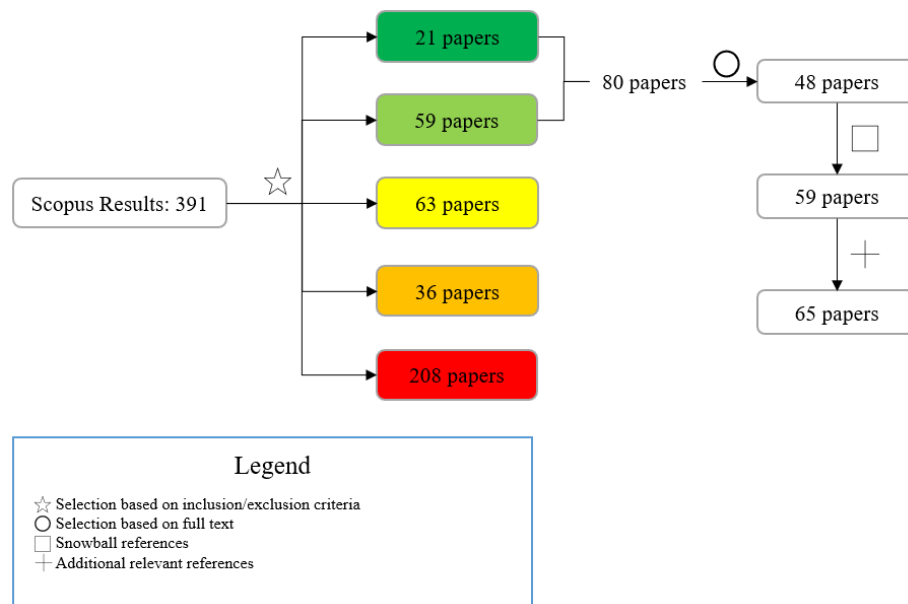 21 papers
59 papers
80 papers
48 papers
Scopus Results: 391
63 papers
59 papers
36 papers
65 papers
208 papers
Legend
Selection based on inclusion/exclusion criteria
Selection based on full text
Snowball references
Additional relevant references